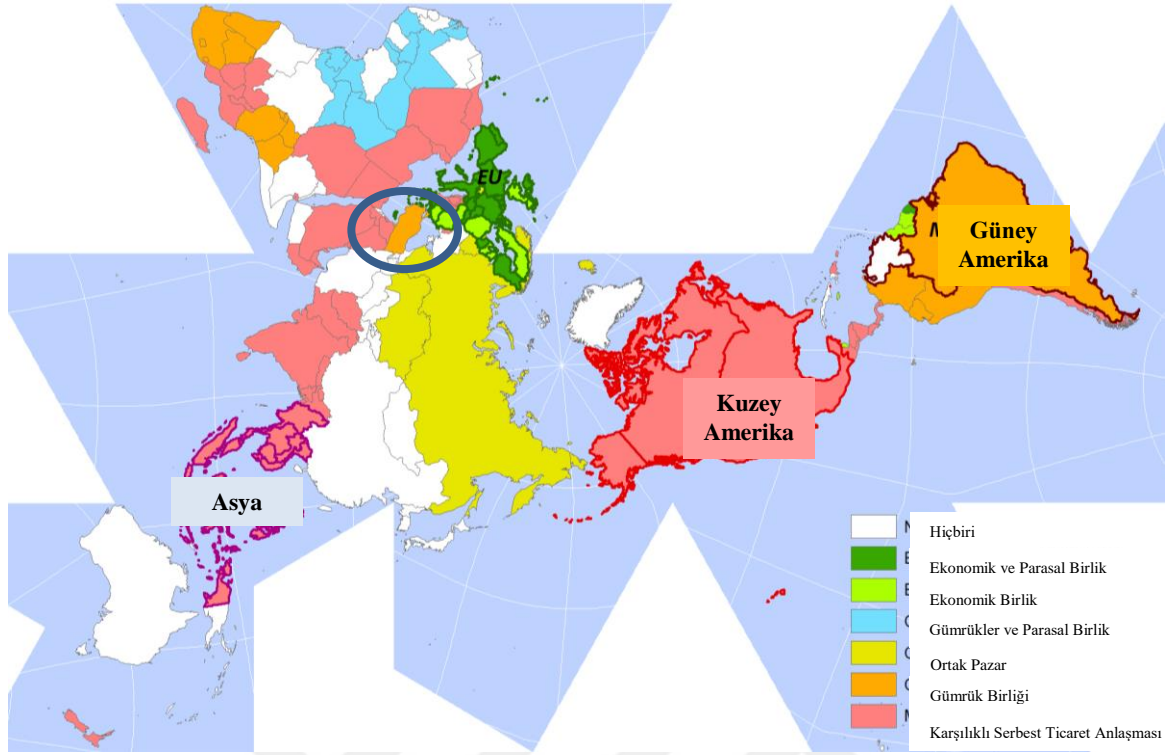 EU
M
Güney
Amerika
Kuzey
Amerika
Asya
N
Hiçbiri
E
Ekonomik ve Parasal Birlik
E
Ekonomik Birlik
C
Gümrükler ve Parasal Birlik
C
Ortak Pazar
C
Gümrük Birliği
M
Karşılıklı Serbest Ticaret Anlaşması